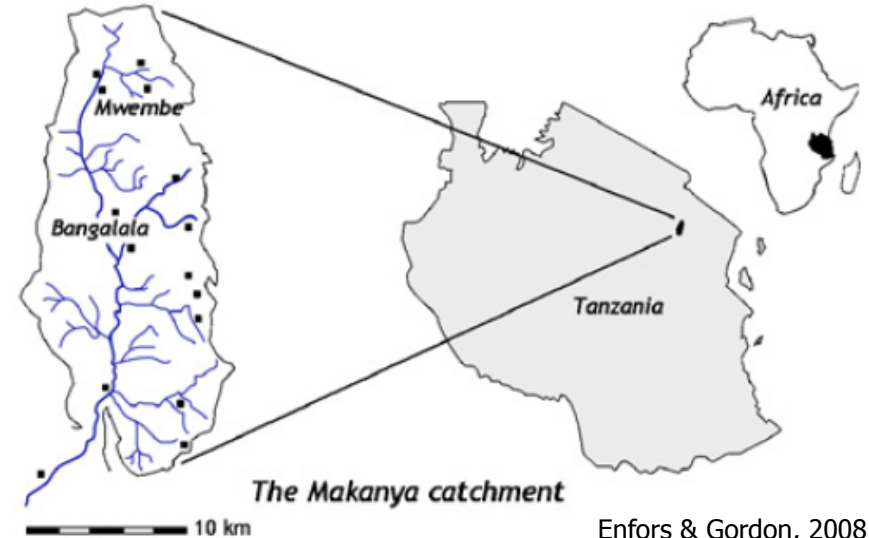 Mwembe
Bangalala
Africa
Tanzania
The Makanya catchment
10 km
Enfors & Gordon, 2008